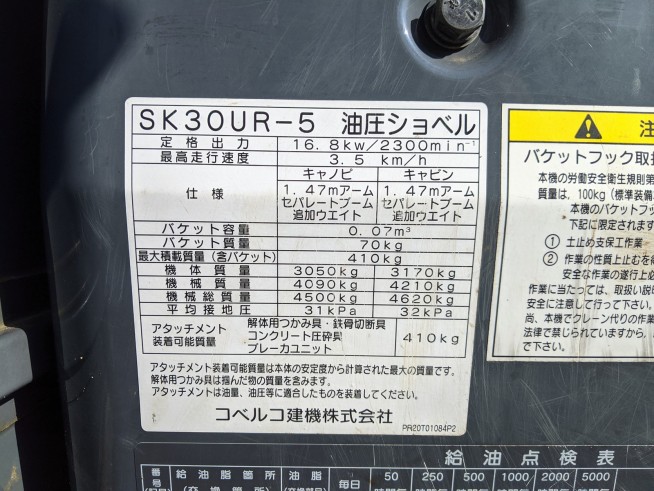 SK30UR-5 油圧ショベル
定格出力 16.8kw/2300min⁻¹
最高走行速度 3.5 km/h
仕様 キャノピ キャビン
1.47mアーム 1.47mアーム
セパレートブーム セパレートブーム
追加ウエイト 追加ウエイト
バケット容量 0.07m³
バケット質量 70kg
最大積載質量(含バケット) 410kg
機体質量 3050kg 3170kg
機械質量 4090kg 4210kg
機械総質量 4500kg 4620kg
平均接地圧 31kPa 32kPa
アタッチメント装着可能質量 解体用つかみ具・鉄骨切断具 コンクリート圧砕具 ブレーカユニット 410kg
アタッチメント装着可能質量は、本体の安定度から計算された最大の質量です。
解体用つかみ具は掴んだ物の質量を含みます。
アタッチメントは油量、油圧等に適合したものを装着してください。
コベルコ建機株式会社
PR20T01084P2
バケットフック取
本機の労働安全衛生規則第
質量は、100kg(標準装備
本機のバケットフッ
下記に限定されます
① 土止め支保工作業
② 作業の性質上止むを得
安全な作業の遂行上必
作業に当たっては、取扱い説
安全に注意して行って下さい。
尚、本機でクレーン代りの作業
法律で禁じられていますから、
で下さい。
給油点検表
番号 給油脂箇所 油脂 毎日 50 250 500 1000 2000 5000